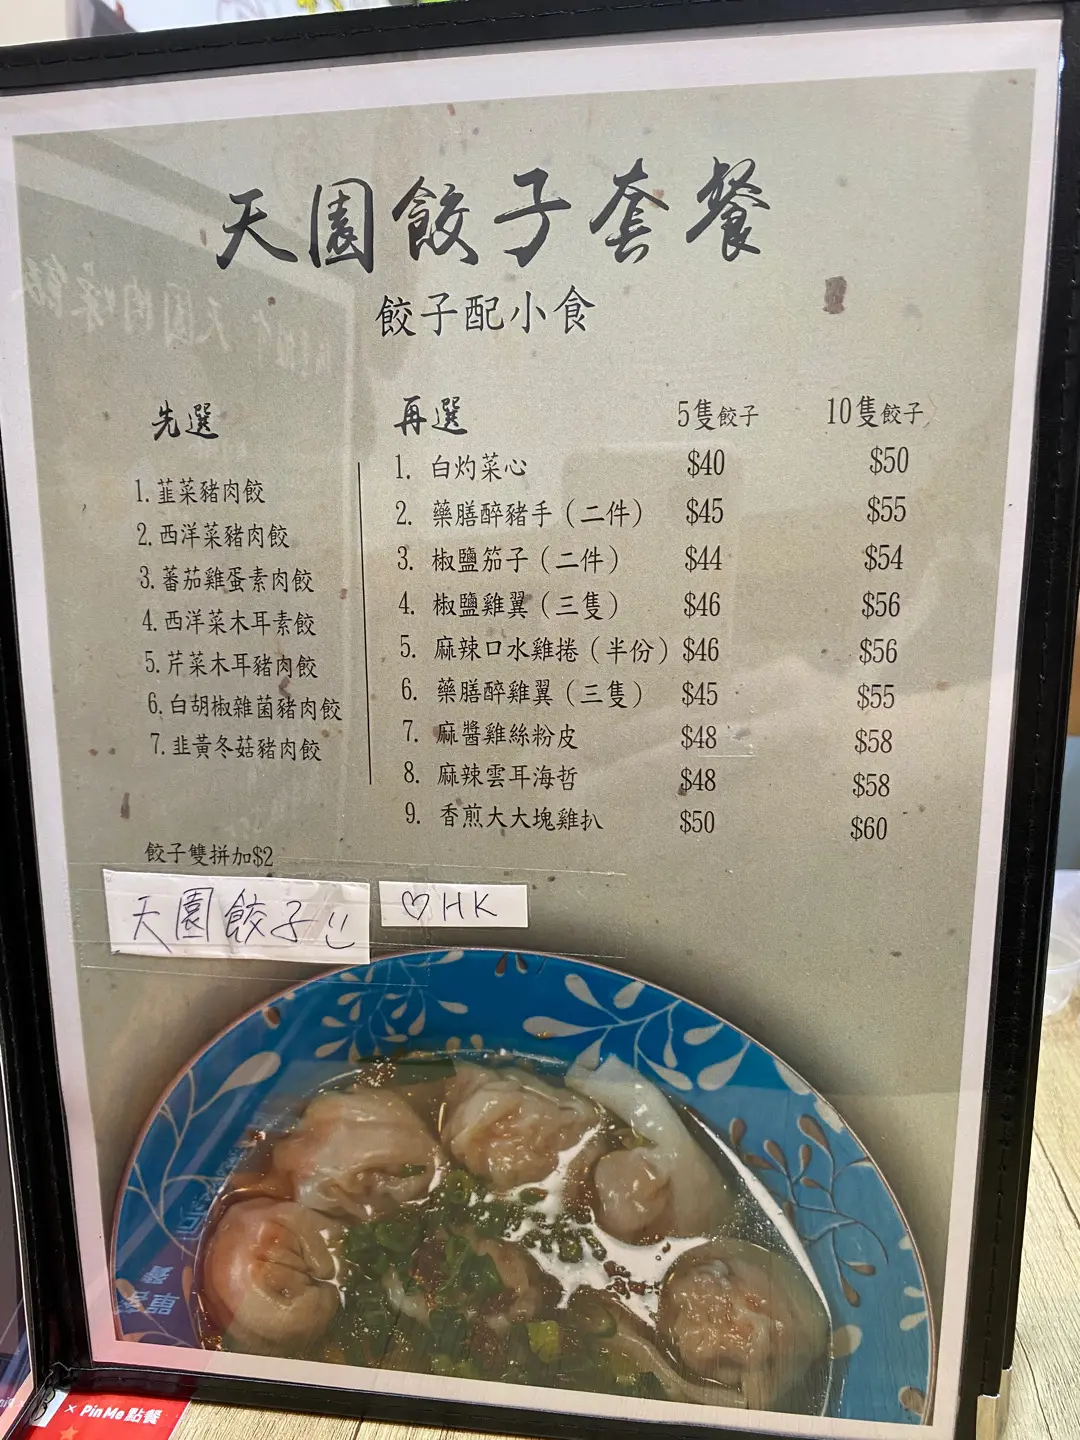 天園餃子套餐
餃子配小食
先選
1.韮菜豬肉餃
2.西洋菜豬肉餃
3.蕃茄雞蛋素肉餃
4.西洋菜木耳素餃
5.芹菜木耳豬肉餃
6.白胡椒雜菌豬肉餃
7.韭黃冬菇豬肉餃
餃子雙拼加$2
再選 5隻餃子 10隻餃子
1. 白灼菜心 $40 $50
2. 藥膳醉豬手（二件） $45 $55
3. 椒鹽茄子（二件） $44 $54
4. 椒鹽雞翼（三隻） $46 $56
5. 麻辣口水雞捲（半份） $46 $56
6. 藥膳醉雞翼（三隻） $45 $55
7. 麻醬雞絲粉皮 $48 $58
8. 麻辣雲耳海哲 $48 $58
9. 香煎大大塊雞扒 $50 $60
天園餃子
♡HK
× PinMe 點餐